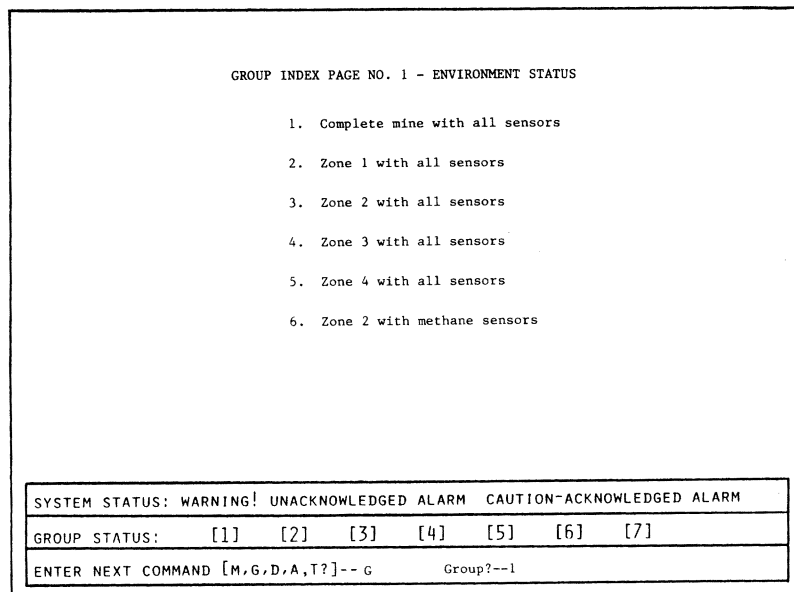 GROUP INDEX PAGE NO. 1 - ENVIRONMENT STATUS
1. Complete mine with all sensors
2. Zone 1 with all sensors
3. Zone 2 with all sensors
4. Zone 3 with all sensors
5. Zone 4 with all sensors
6. Zone 2 with methane sensors
SYSTEM STATUS: WARNING! UNACKNOWLEDGED ALARM CAUTION-ACKNOWLEDGED ALARM
GROUP STATUS: [1] [2] [3] [4] [5] [6] [7]
ENTER NEXT COMMAND [M,G,D,A,T?]-- G Group?--1